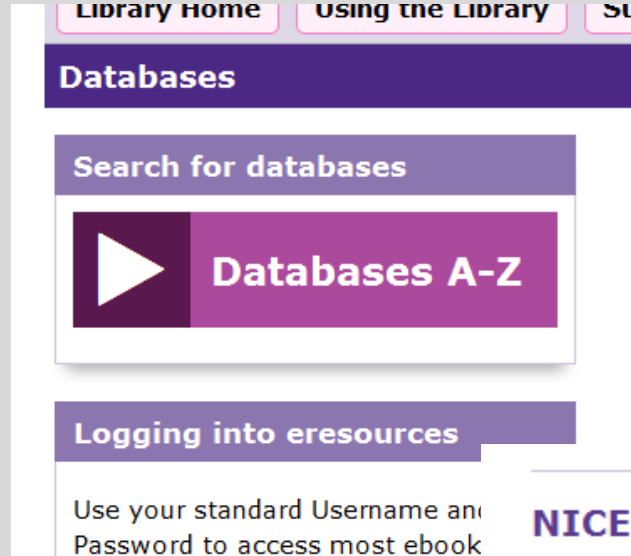 Library Home Using the Library
Databases
Search for databases
Databases A-Z
Logging into eresources
Use your standard Username and
Password to access most ebook
NICE